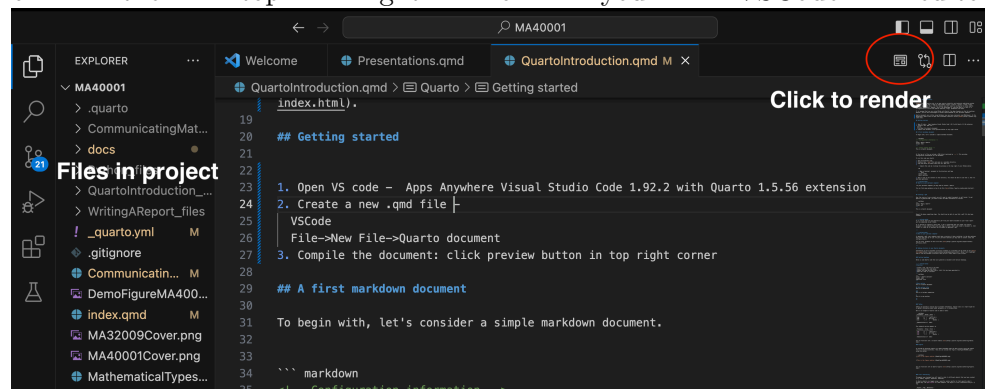 MA40001
EXPLORER ...
Welcome
Presentations.qmd
QuartoIntroduction.qmd M ×
MA40001
QuartoIntroduction.qmd > Quarto > Getting started
Click to render
.quarto
CommunicatingMat...
docs
Files in project
QuartoIntroduction_...
WritingAReport_files
_quarto.yml M
.gitignore
Communicatin... M
DemoFigureMA400...
index.qmd M
MA32009Cover.png
MA40001Cover.png
MathematicalTypes...
21
index.html).
19
20 ## Getting started
21
22
23 1. Open VS code – Apps Anywhere Visual Studio Code 1.92.2 with Quarto 1.5.56 extension
24 2. Create a new .qmd file –
25 VSCode
26 File->New File->Quarto document
27 3. Compile the document: click preview button in top right corner
28
29 ## A first markdown document
30
31 To begin with, let's consider a simple markdown document.
32
33
34 ``` markdown